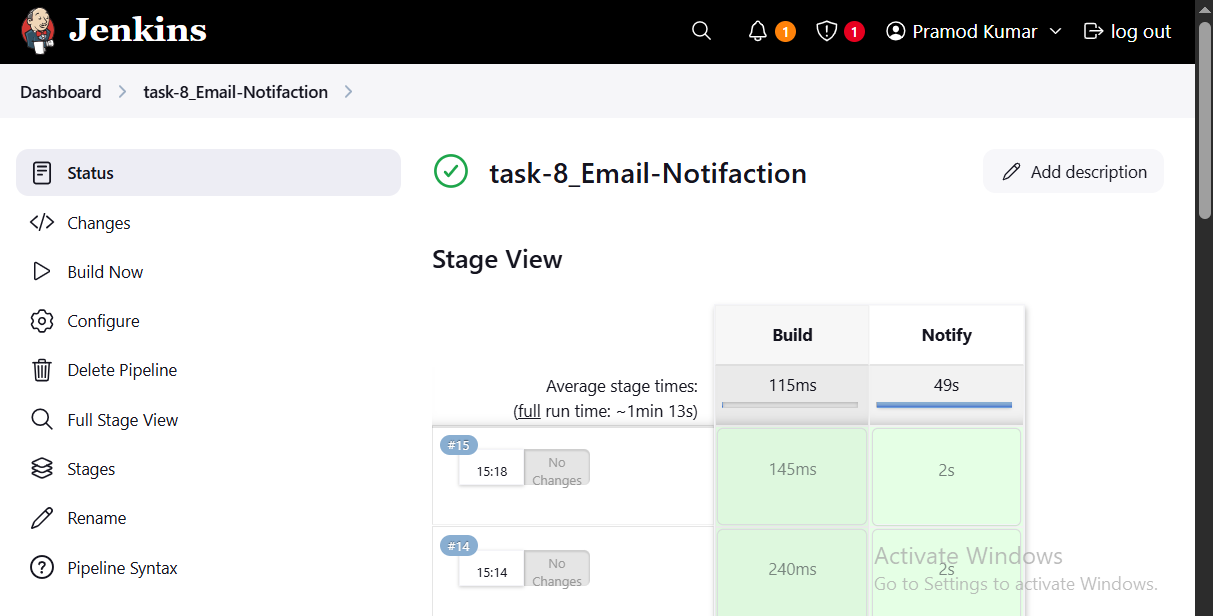 Jenkins
1
1
Pramod Kumar
log out
Dashboard
task-8_Email-Notifaction
Status
Changes
Build Now
Configure
Delete Pipeline
Full Stage View
Stages
Rename
Pipeline Syntax
task-8_Email-Notifaction
Add description
Stage View
Build
Notify
Average stage times:
(full run time: ~1min 13s)
115ms
49s
#15
15:18
No
Changes
145ms
2s
#14
15:14
No
Changes
240ms
2s
Activate Windows
Go to Settings to activate Windows.